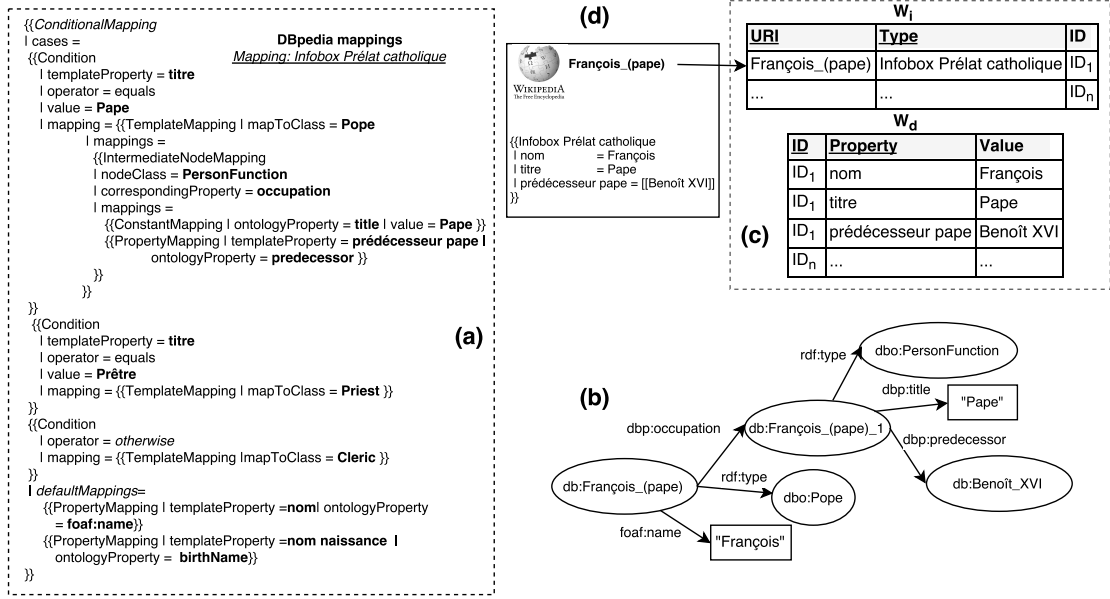 {{ConditionalMapping
| cases =
DBpedia mappings
Mapping: Infobox Prélat catholique
{{Condition
| templateProperty = titre
| operator = equals
| value = Pape
| mapping = {{TemplateMapping | mapToClass = Pope
| mappings =
{{IntermediateNodeMapping
| nodeClass = PersonFunction
| correspondingProperty = occupation
| mappings =
{{ConstantMapping | ontologyProperty = title | value = Pape }}
{{PropertyMapping | templateProperty = prédécesseur pape |
ontologyProperty = predecessor }}
}}
}}
}}
{{Condition
| templateProperty = titre
| operator = equals
| value = Prêtre
| mapping = {{TemplateMapping | mapToClass = Priest }}
}}
{{Condition
| operator = otherwise
| mapping = {{TemplateMapping |mapToClass = Cleric }}
}}
| defaultMappings=
{{PropertyMapping | templateProperty =nom| ontologyProperty
= foaf:name}}
{{PropertyMapping | templateProperty =nom naissance |
ontologyProperty = birthName}}
}}
(a)
(d)
François_(pape)
WIKIPEDIA
The Free Encyclopedia
{{Infobox Prélat catholique
| nom = François
| titre = Pape
| prédécesseur pape = [[Benoît XVI]]
}}
Wi
URI Type ID
François_(pape) Infobox Prélat catholique ID1
... ... IDn
Wd
ID Property Value
ID1 nom François
ID1 titre Pape
ID1 prédécesseur pape Benoît XVI
IDn ... ...
(c)
(b)
rdf:type
dbo:PersonFunction
dbp:title
"Pape"
dbp:occupation
db:François_(pape)_1
dbp:predecessor
db:François_(pape)
rdf:type
dbo:Pope
db:Benoît_XVI
foaf:name
"François"